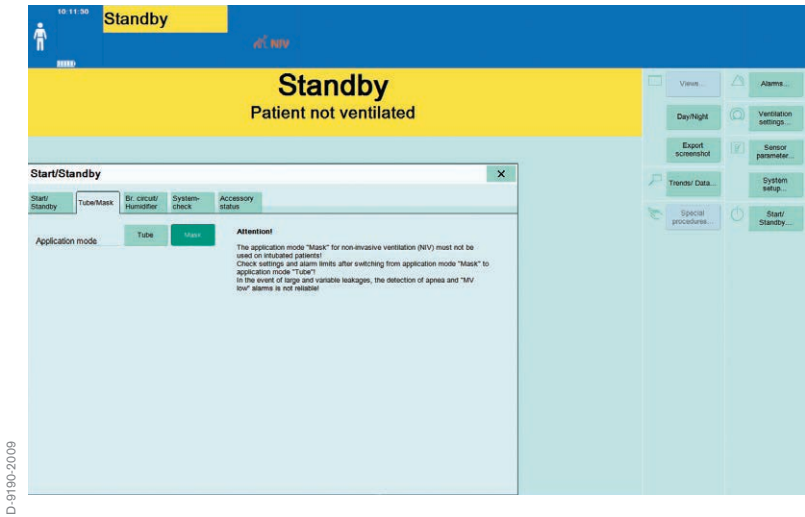 10:11:50
Standby
NIV
Standby
Patient not ventilated
Views...
Alarms...
Day/Night
Ventilation
settings...
Export
screenshot
Sensor
parameter...
Trends/ Data...
System
setup...
Special
procedures...
Start/
Standby...
Start/Standby
Start/
Standby
Tube/Mask
Br. circuit/
Humidifier
System-
check
Accessory
status
Application mode
Tube
Mask
Attention!
The application mode "Mask" for non-invasive ventilation (NIV) must not be
used on intubated patients!
Check settings and alarm limits after switching from application mode "Mask" to
application mode "Tube"!
In the event of large and variable leakages, the detection of apnea and "MV
low" alarms is not reliable!
D-9190-2009